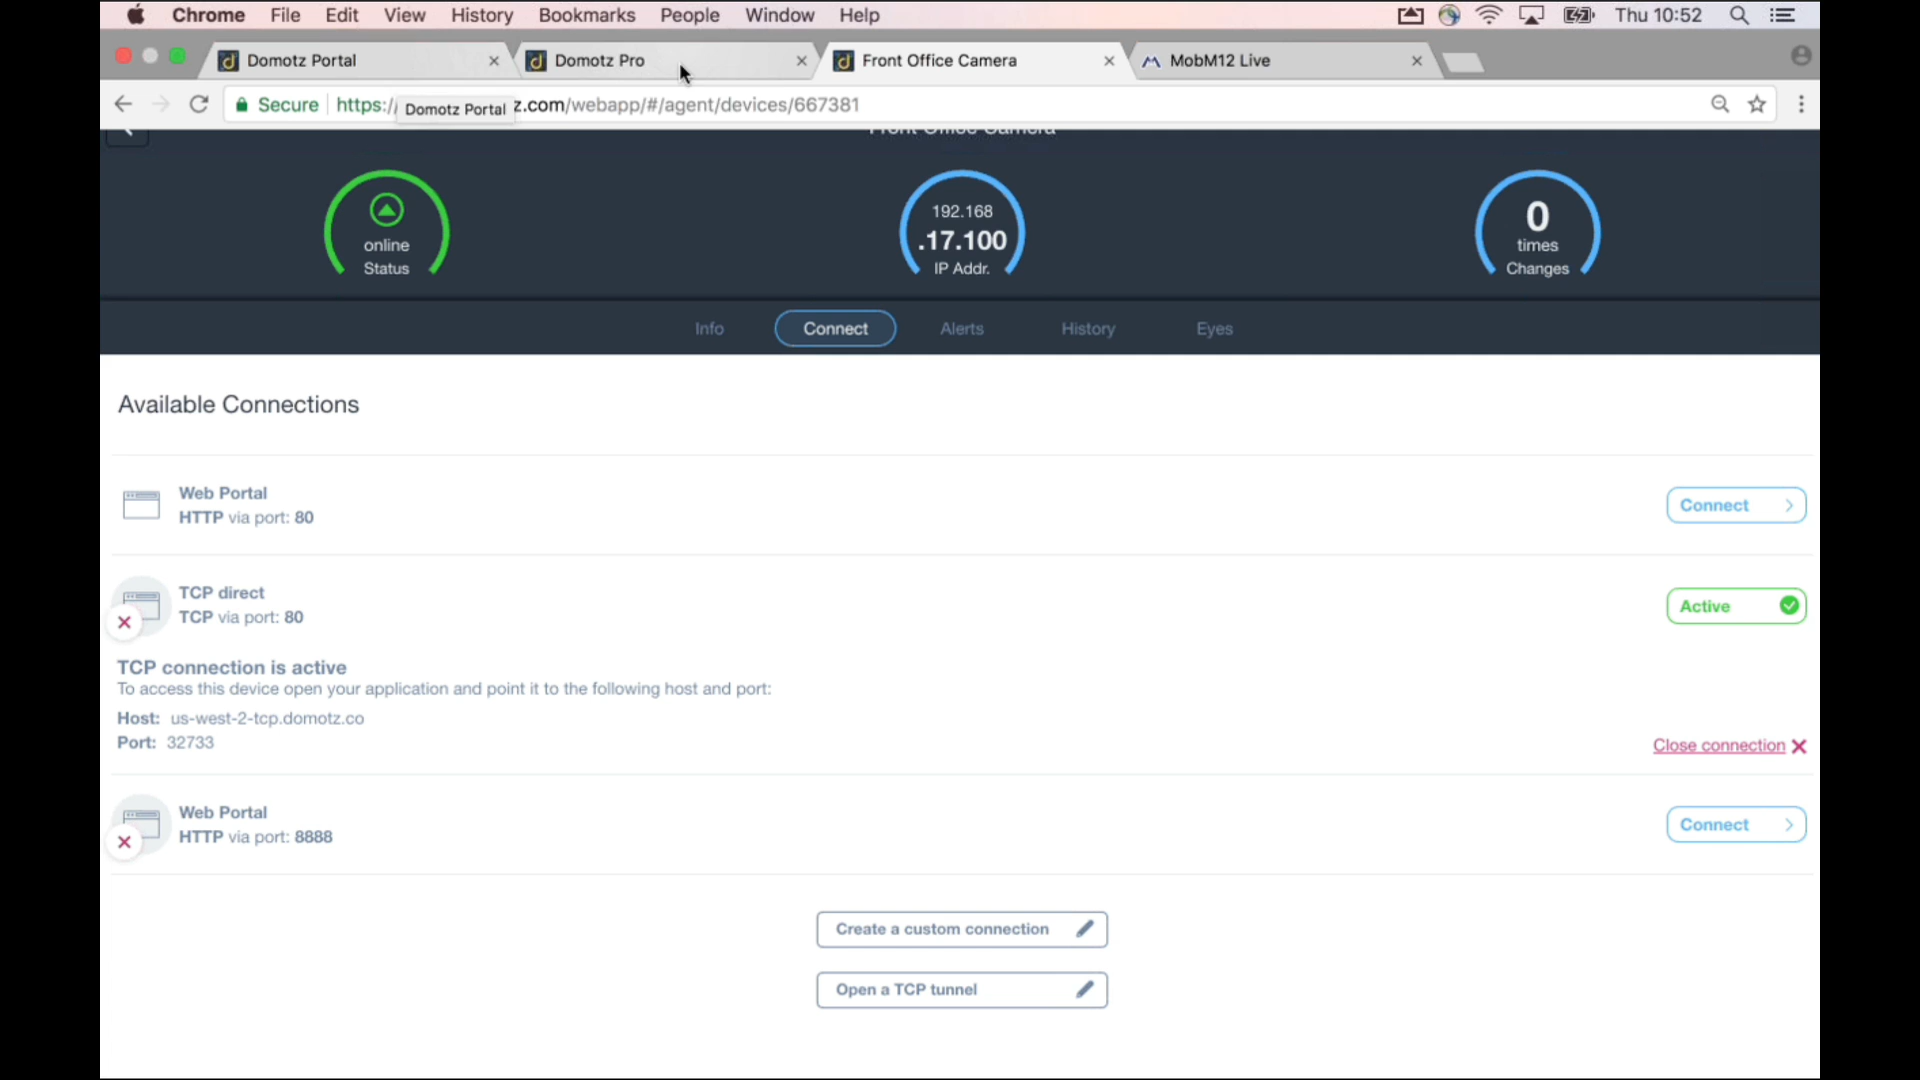 Chrome File Edit View History Bookmarks People Window Help Thu 10:52
Domotz Portal Domotz Pro Front Office Camera MobM12 Live
Secure https:/ z.com/webapp/#/agent/devices/667381
Domotz Portal
Front Office Camera
online
Status
192.168
.17.100
IP Addr.
0
times
Changes
Info Connect Alerts History Eyes
Available Connections
Web Portal
HTTP via port: 80
Connect
TCP direct
TCP via port: 80
Active
TCP connection is active
To access this device open your application and point it to the following host and port:
Host: us-west-2-tcp.domotz.co
Port: 32733
Close connection
Web Portal
HTTP via port: 8888
Connect
Create a custom connection
Open a TCP tunnel